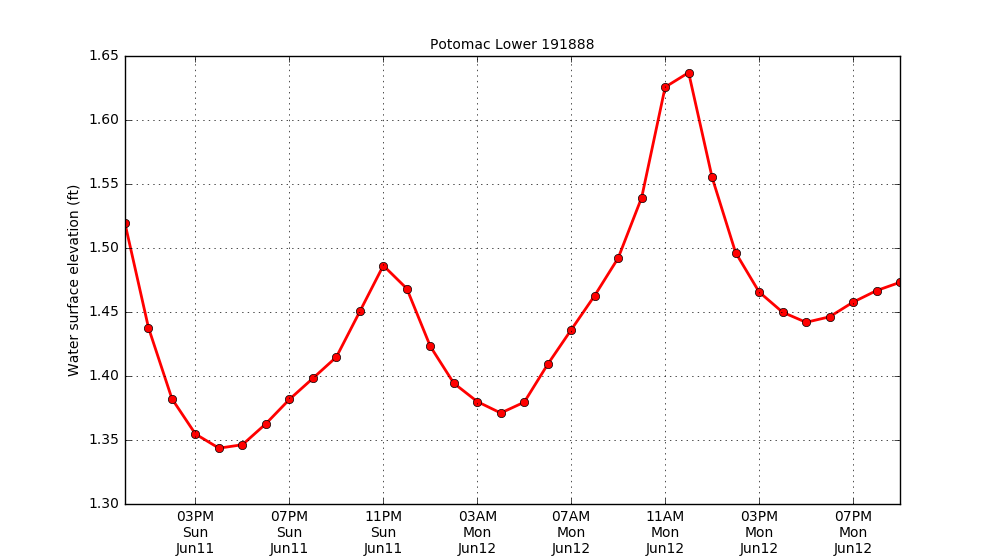 Potomac Lower 191888
Water surface elevation (ft)
1.65
1.60
1.55
1.50
1.45
1.40
1.35
1.30
03PM 07PM 11PM 03AM 07AM 11AM 03PM 07PM
Sun Sun Sun Mon Mon Mon Mon Mon
Jun11 Jun11 Jun11 Jun12 Jun12 Jun12 Jun12 Jun12